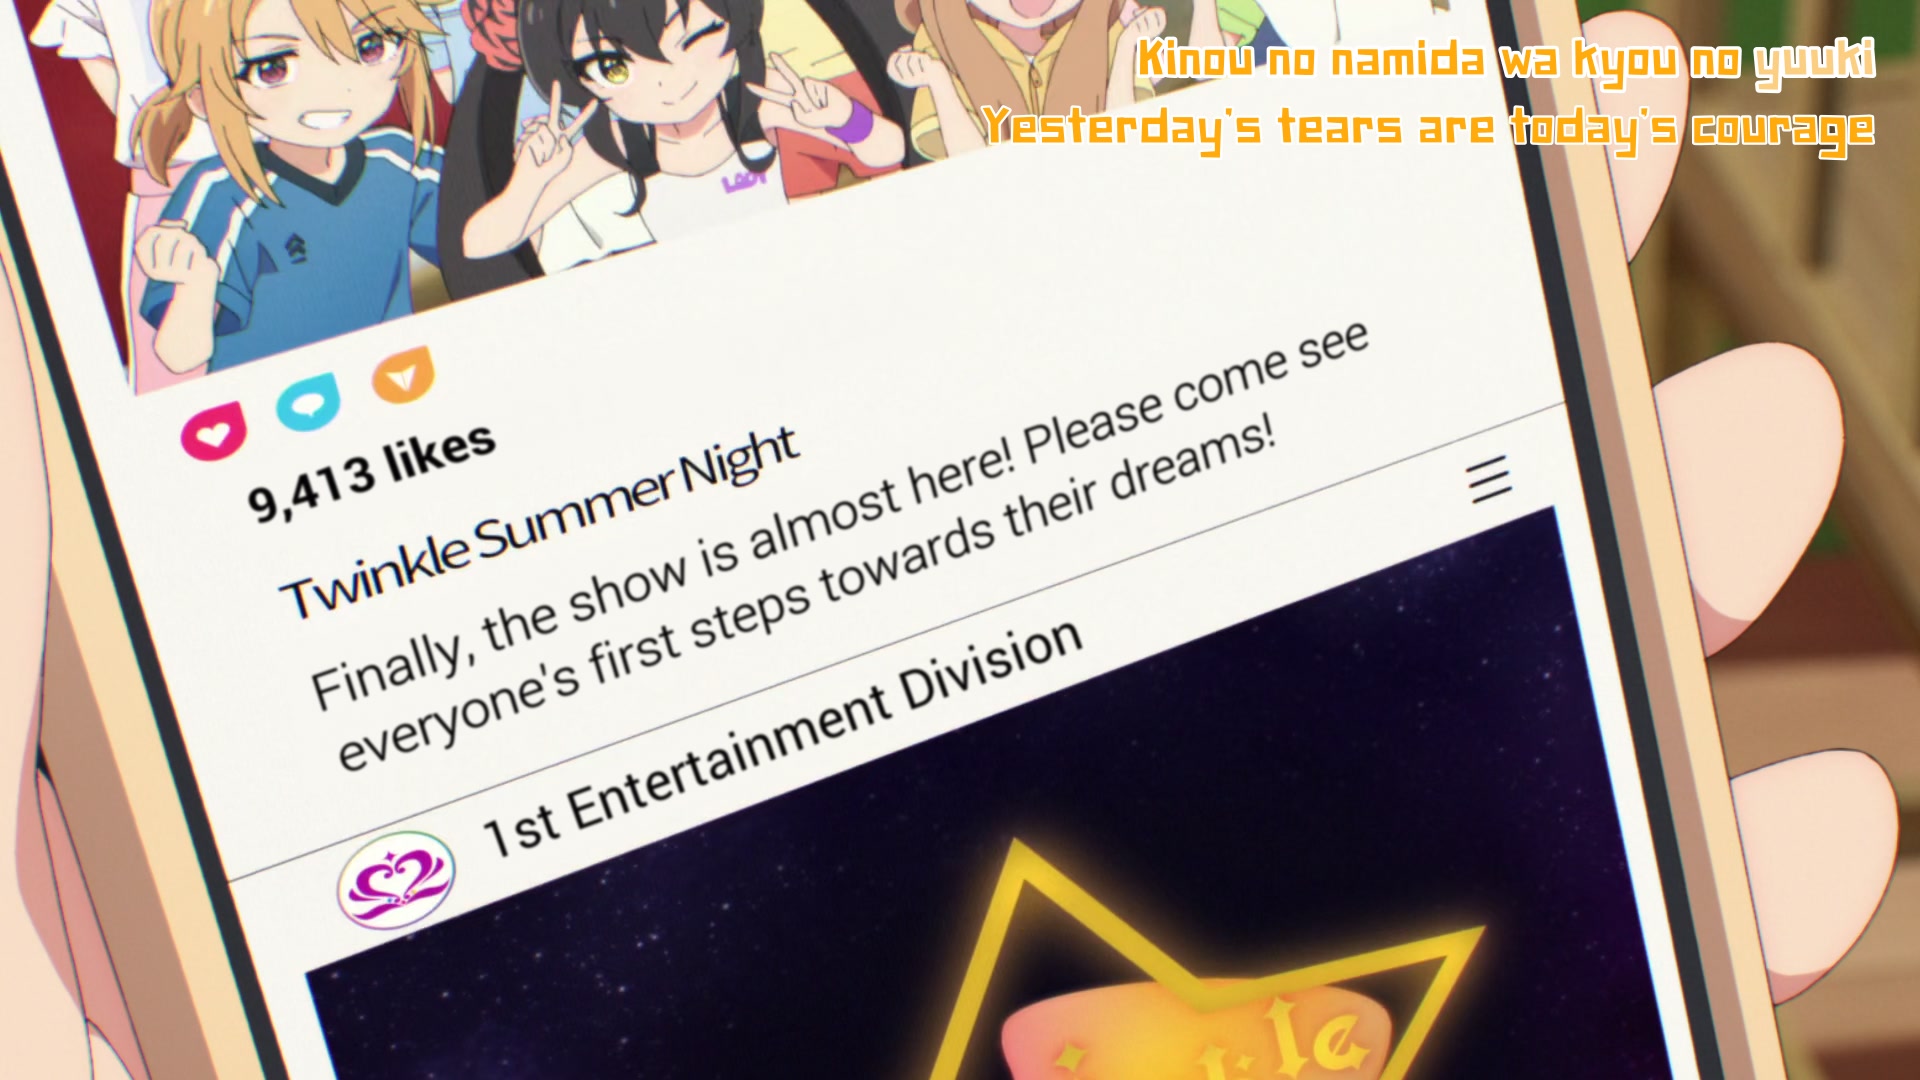 Kinou no namida wa kyou no yuuki
Yesterday's tears are today's courage
LADY
9,413 likes
Twinkle Summer Night
Finally, the show is almost here! Please come see
everyone's first steps towards their dreams!
1st Entertainment Division